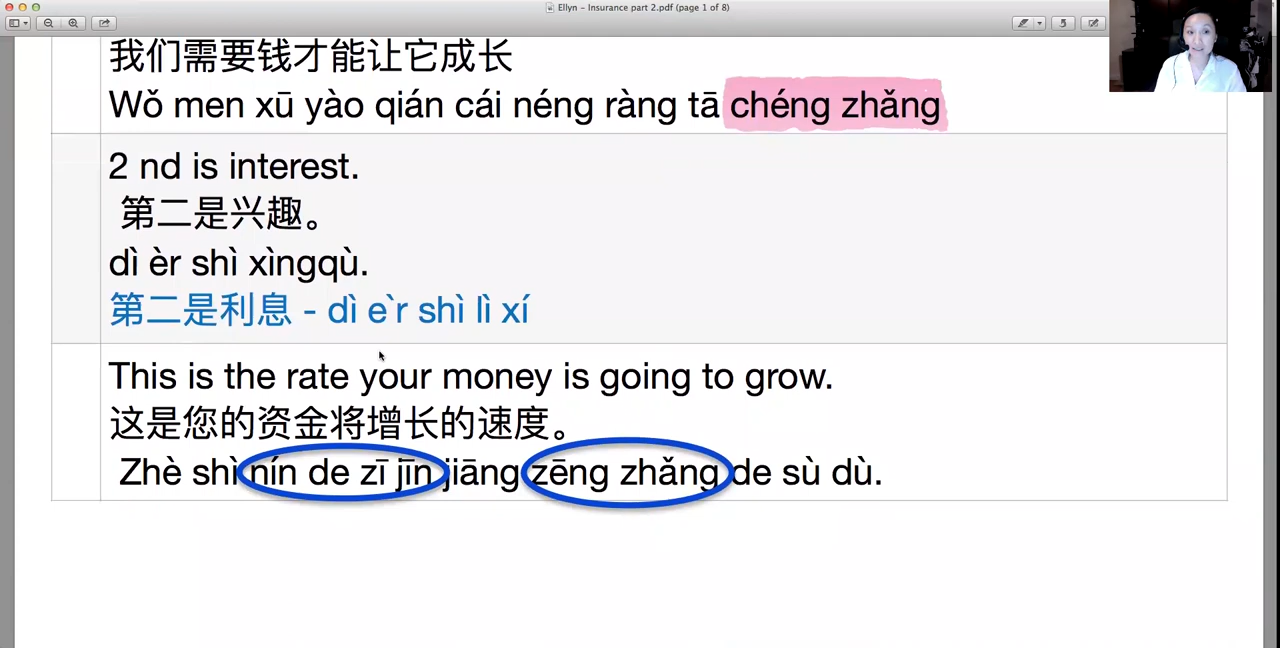 Ellyn - Insurance part 2.pdf (page 1 of 8)
我们需要钱才能让它成长
Wǒ men xū yào qián cái néng ràng tā chéng zhǎng
2 nd is interest.
第二是兴趣。
dì èr shì xìngqù.
第二是利息 - dì e`r shì lì xí
This is the rate your money is going to grow.
这是您的资金将增长的速度。
Zhè shì nín de zī jīn jiāng zēng zhǎng de sù dù.